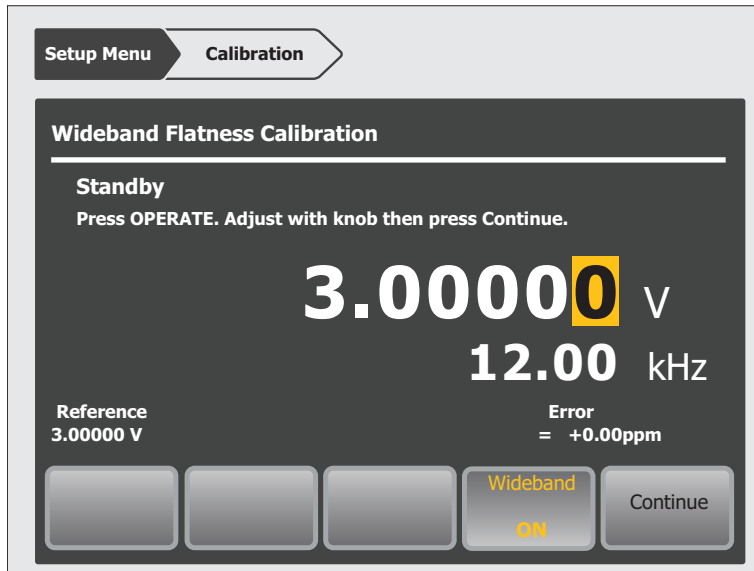 Setup Menu
Calibration
Wideband Flatness Calibration
Standby
Press OPERATE. Adjust with knob then press Continue.
3.00000 V
12.00 kHz
Reference
3.00000 V
Error
= +0.00ppm
Wideband
ON
Continue